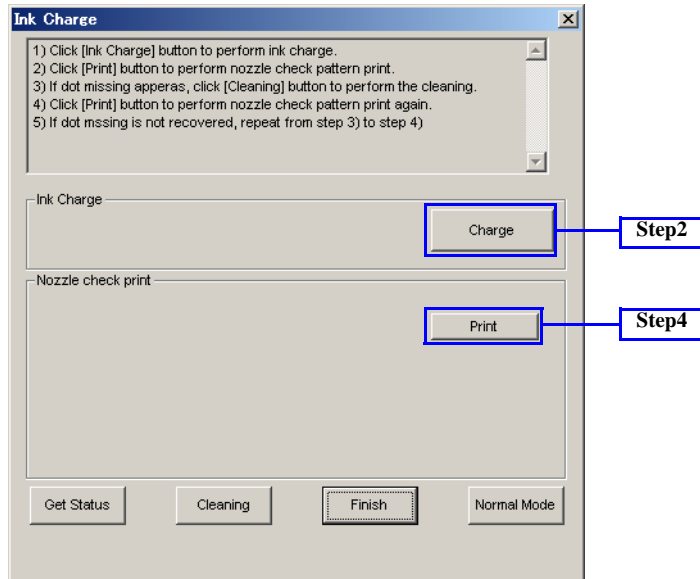 Ink Charge
1) Click [Ink Charge] button to perform ink charge.
2) Click [Print] button to perform nozzle check pattern print.
3) If dot missing apperas, click [Cleaning] button to perform the cleaning.
4) Click [Print] button to perform nozzle check pattern print again.
5) If dot mssing is not recovered, repeat from step 3) to step 4)
Ink Charge
Charge
Step2
Nozzle check print
Print
Step4
Get Status
Cleaning
Finish
Normal Mode